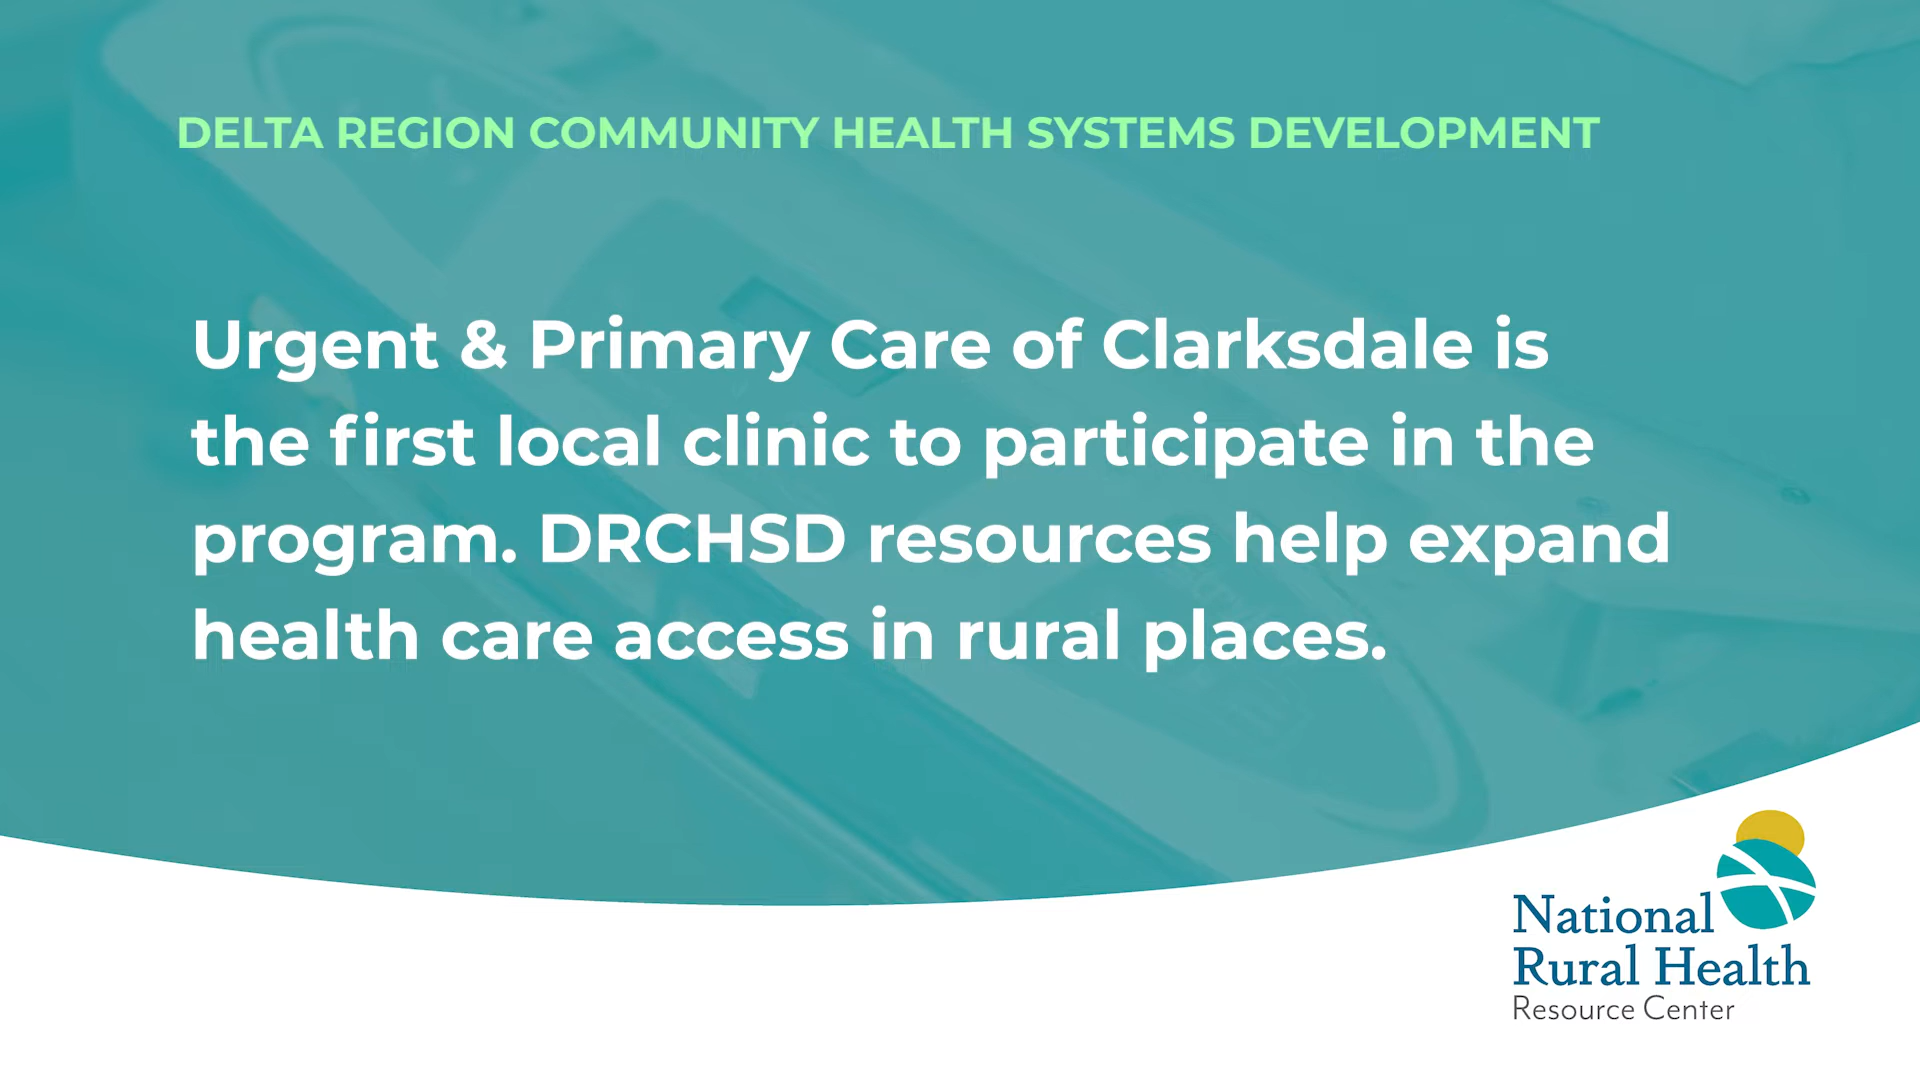 DELTA REGION COMMUNITY HEALTH SYSTEMS DEVELOPMENT
Urgent & Primary Care of Clarksdale is
the first local clinic to participate in the
program. DRCHSD resources help expand
health care access in rural places.
National
Rural Health
Resource Center